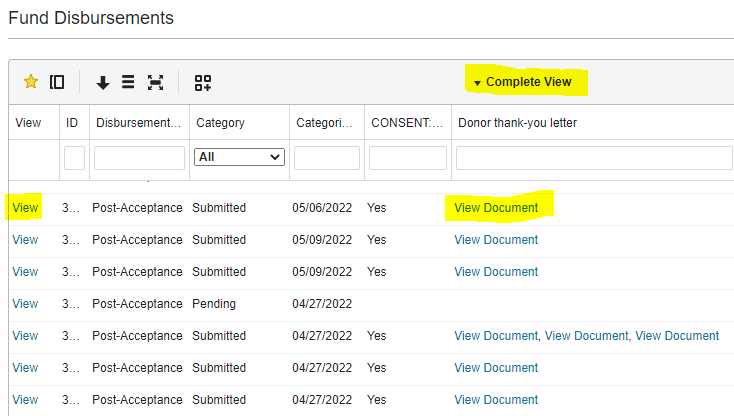 Fund Disbursements
Complete View
View ID Disbursement... Category Categori... CONSENT:... Donor thank-you letter
All
View 3... Post-Acceptance Submitted 05/06/2022 Yes View Document
View 3... Post-Acceptance Submitted 05/09/2022 Yes View Document
View 3... Post-Acceptance Submitted 05/09/2022 Yes View Document
View 3... Post-Acceptance Pending 04/27/2022
View 3... Post-Acceptance Submitted 04/27/2022 Yes View Document, View Document, View Document
View 3... Post-Acceptance Submitted 04/27/2022 Yes View Document
View 3... Post-Acceptance Submitted 04/27/2022 Yes View Document